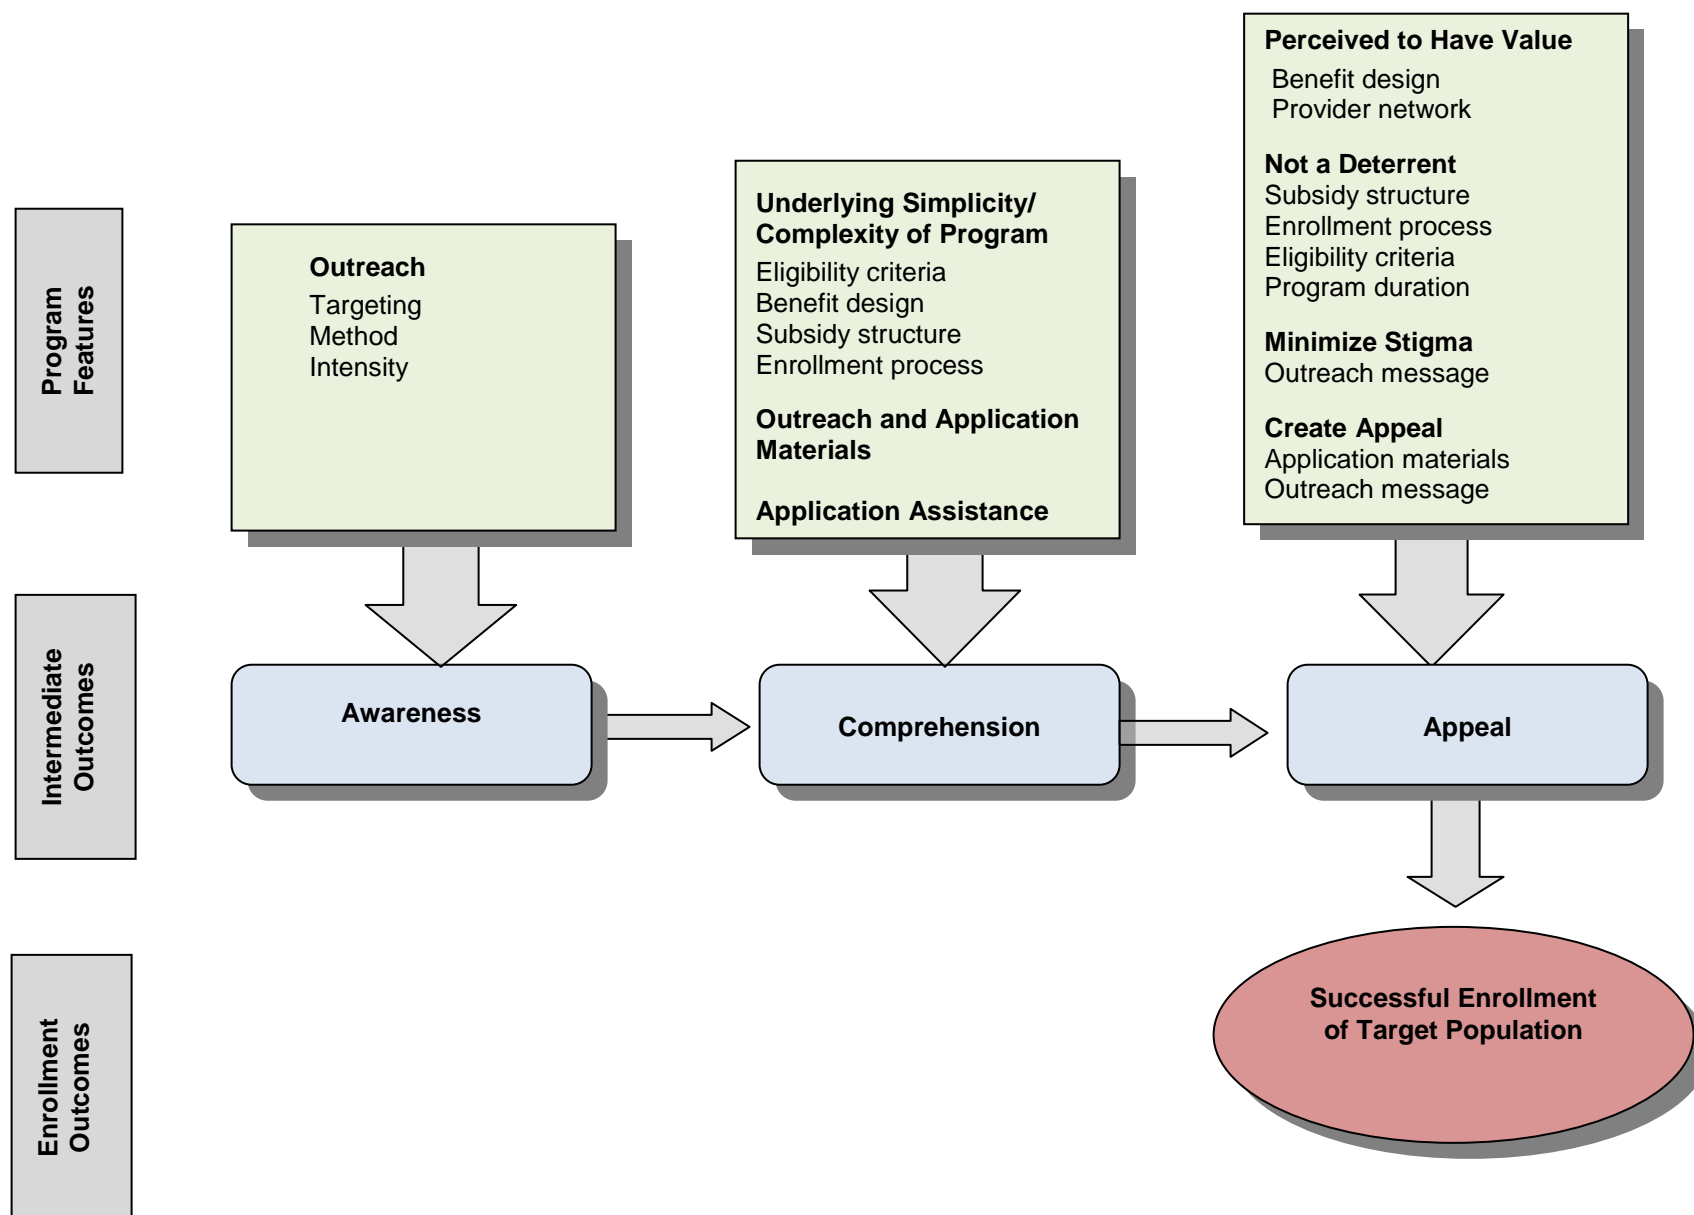 Program
Features
Outreach
Targeting
Method
Intensity
Underlying Simplicity/
Complexity of Program
Eligibility criteria
Benefit design
Subsidy structure
Enrollment process
Outreach and Application
Materials
Application Assistance
Perceived to Have Value
Benefit design
Provider network
Not a Deterrent
Subsidy structure
Enrollment process
Eligibility criteria
Program duration
Minimize Stigma
Outreach message
Create Appeal
Application materials
Outreach message
Intermediate
Outcomes
Awareness
Comprehension
Appeal
Enrollment
Outcomes
Successful Enrollment
of Target Population